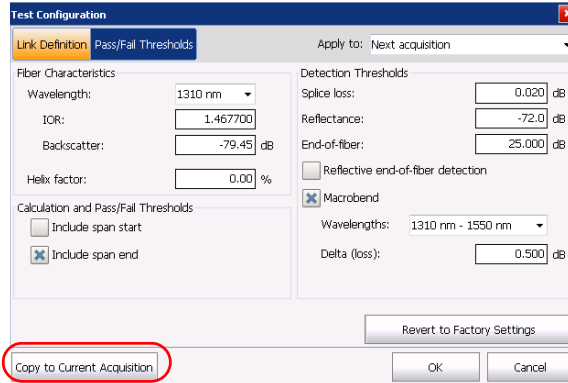 Test Configuration
Link Definition Pass/Fail Thresholds
Apply to: Next acquisition
Fiber Characteristics
Wavelength: 1310 nm
IOR: 1.467700
Backscatter: -79.45 dB
Helix factor: 0.00 %
Calculation and Pass/Fail Thresholds
Include span start
Include span end
Detection Thresholds
Splice loss: 0.020 dB
Reflectance: -72.0 dB
End-of-fiber: 25.000 dB
Reflective end-of-fiber detection
Macrobend
Wavelengths: 1310 nm - 1550 nm
Delta (loss): 0.500 dB
Revert to Factory Settings
Copy to Current Acquisition
OK
Cancel